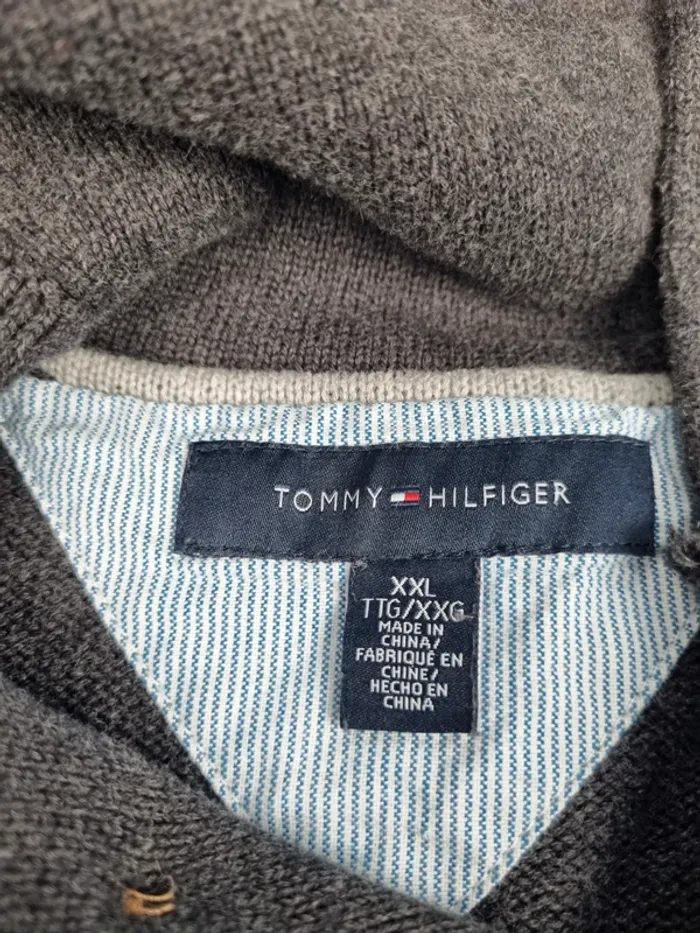 TOMMY HILFIGER
XXL
TTG/XXG
MADE IN
CHINA/
FABRIQUÉ EN
CHINE/
HECHO EN
CHINA